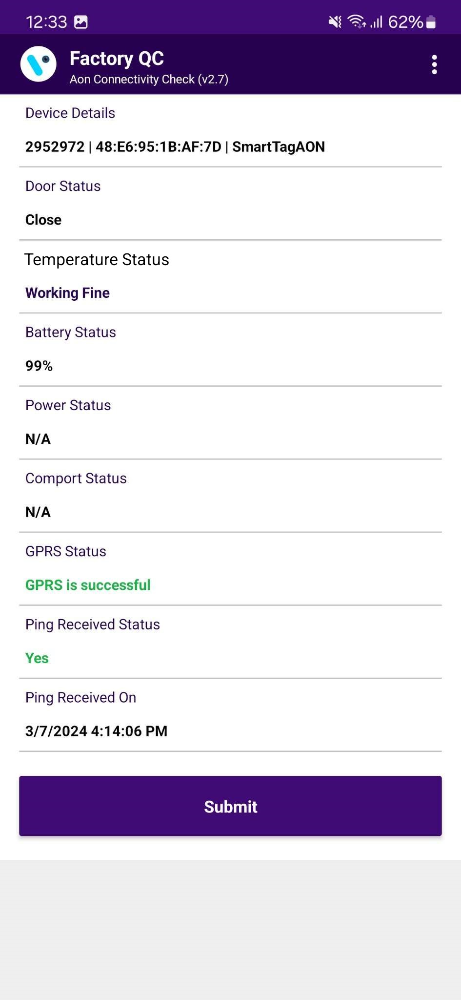 12:33
62%
Factory QC
Aon Connectivity Check (v2.7)
Device Details
2952972 | 48:E6:95:1B:AF:7D | SmartTagAON
Door Status
Close
Temperature Status
Working Fine
Battery Status
99%
Power Status
N/A
Comport Status
N/A
GPRS Status
GPRS is successful
Ping Received Status
Yes
Ping Received On
3/7/2024 4:14:06 PM
Submit